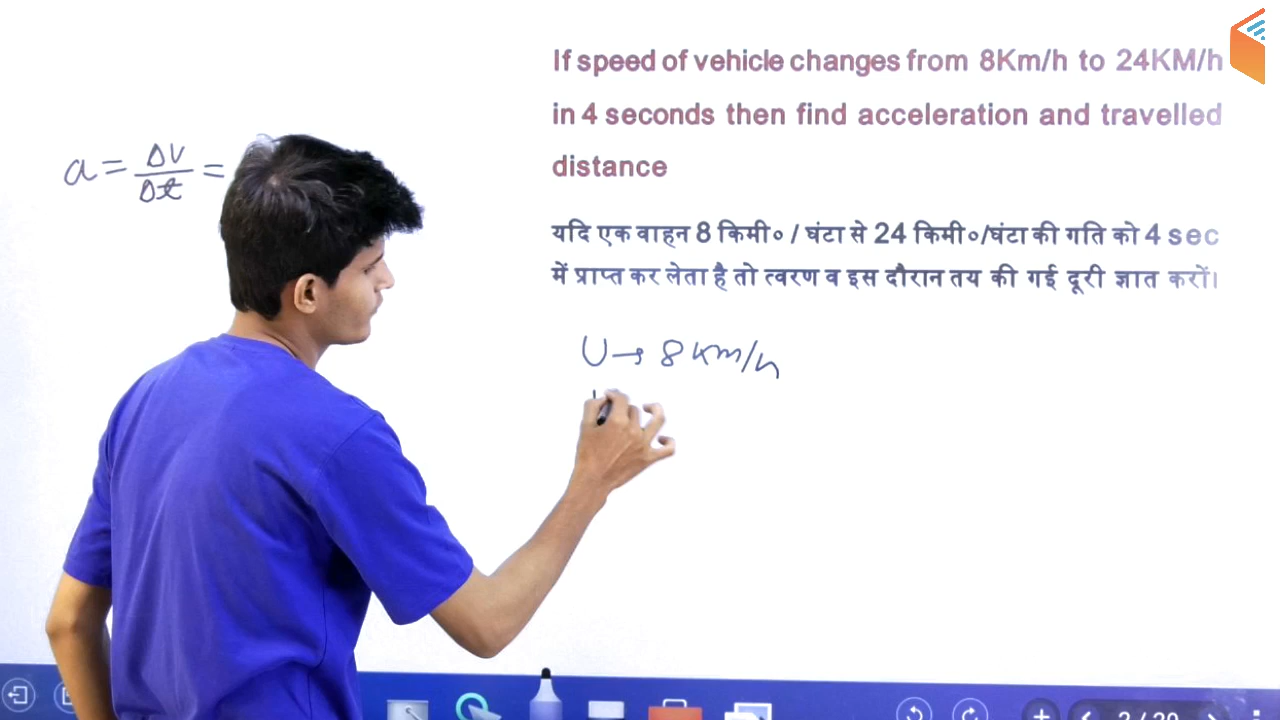 If speed of vehicle changes from 8Km/h to 24KM/h
in 4 seconds then find acceleration and travelled
distance
a = ΔV/Δt =
यदि एक वाहन 8 किमी० / घंटा से 24 किमी०/घंटा की गति को 4 sec
में प्राप्त कर लेता है तो त्वरण व इस दौरान तय की गई दूरी ज्ञात करों।
U → 8 Km/h